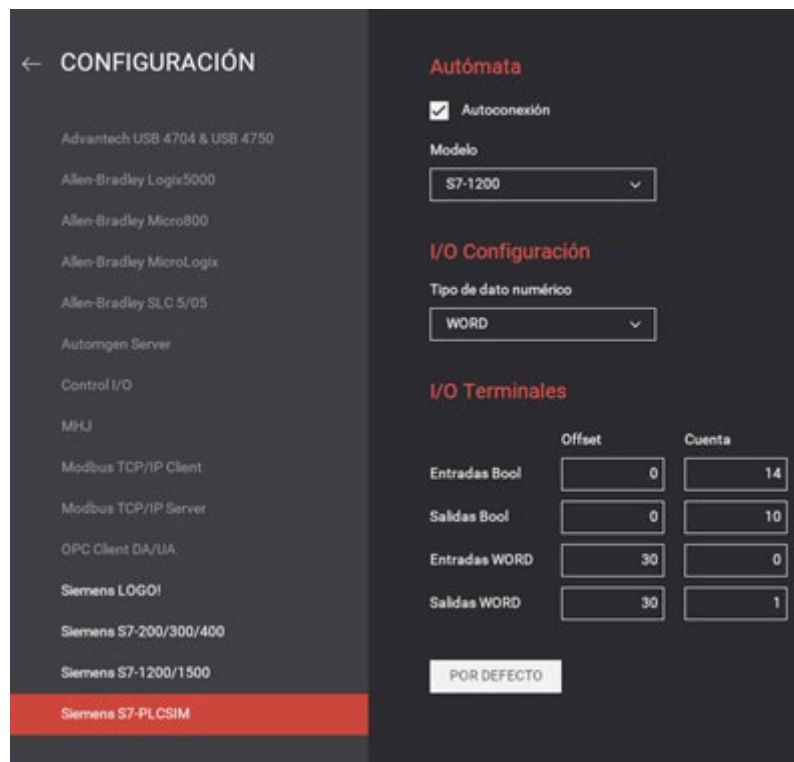 ← CONFIGURACIÓN
Advantech USB 4704 & USB 4750
Allen-Bradley Logix5000
Allen-Bradley Micro800
Allen-Bradley MicroLogix
Allen-Bradley SLC 5/05
Automgen Server
Control I/O
MHJ
Modbus TCP/IP Client
Modbus TCP/IP Server
OPC Client DA/UA
Siemens LOGO!
Siemens S7-200/300/400
Siemens S7-1200/1500
Siemens S7-PLCSIM
Autómata
Autoconexión
Modelo
S7-1200
I/O Configuración
Tipo de dato numérico
WORD
I/O Terminales
Offset Cuenta
Entradas Bool 0 14
Salidas Bool 0 10
Entradas WORD 30 0
Salidas WORD 30 1
POR DEFECTO